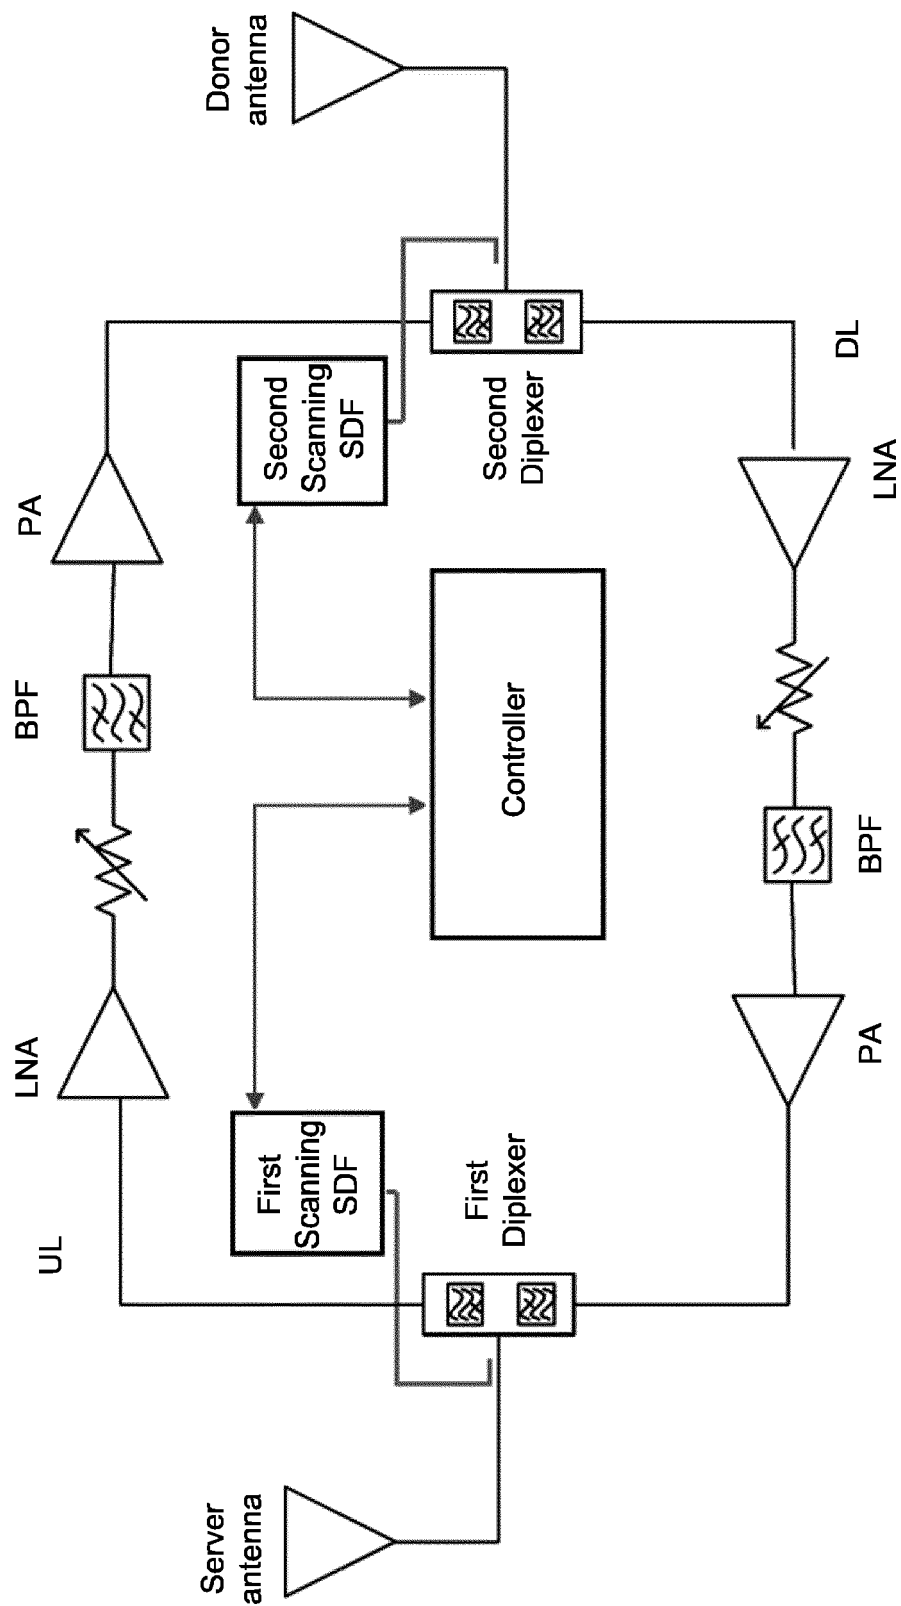 UL
LNA
BPF
PA
Server
antenna
First
Scanning
SDF
Second
Scanning
SDF
Donor
antenna
First
Diplexer
Controller
Second
Diplexer
PA
BPF
LNA
DL